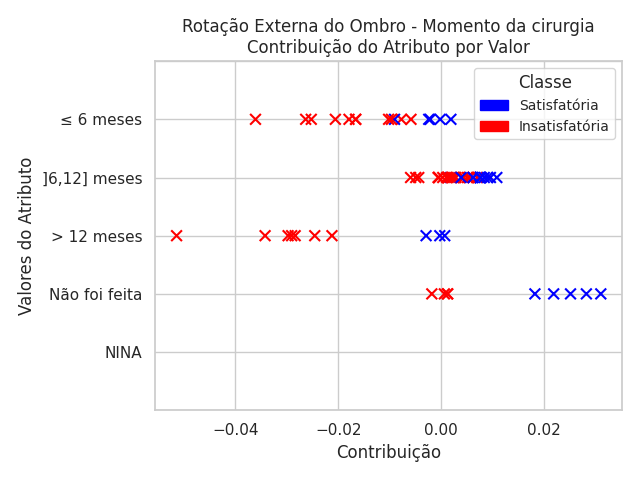 Rotação Externa do Ombro - Momento da cirurgia
Contribuição do Atributo por Valor
Classe
Satisfatória
Insatisfatória
Valores do Atributo
≤ 6 meses
]6,12] meses
> 12 meses
Não foi feita
NINA
−0.04 −0.02 0.00 0.02
Contribuição